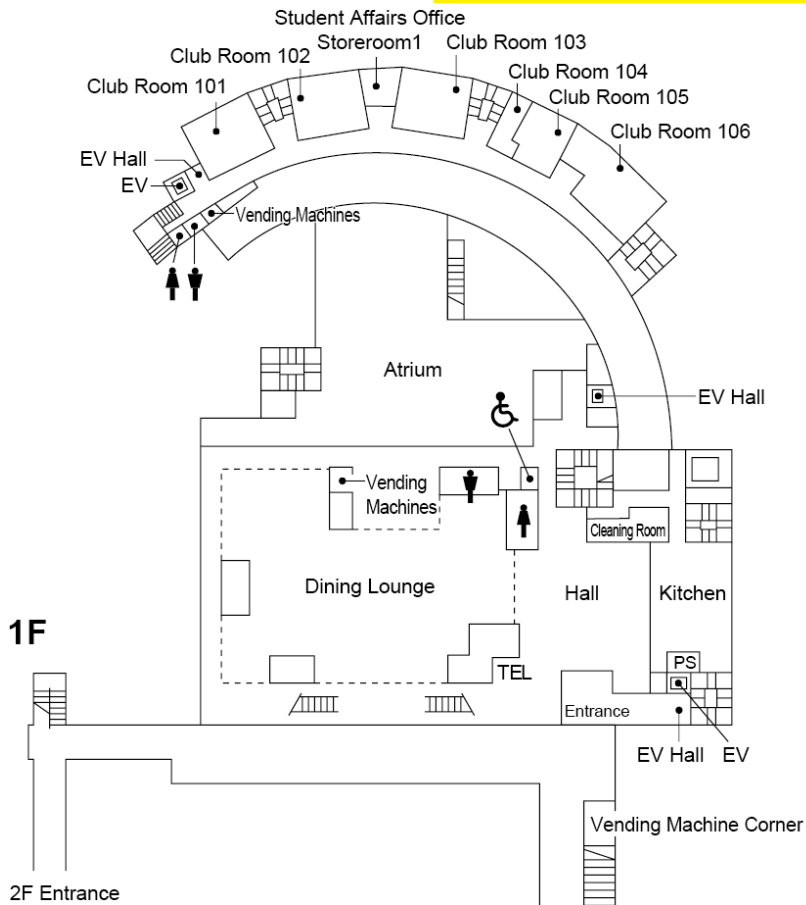 Student Affairs Office
Storeroom1
Club Room 103
Club Room 102
Club Room 104
Club Room 101
Club Room 105
Club Room 106
EV Hall
EV
Vending Machines
Atrium
EV Hall
Vending
Machines
Cleaning Room
Dining Lounge
Hall
Kitchen
1F
PS
TEL
Entrance
EV Hall
EV
Vending Machine Corner
2F Entrance